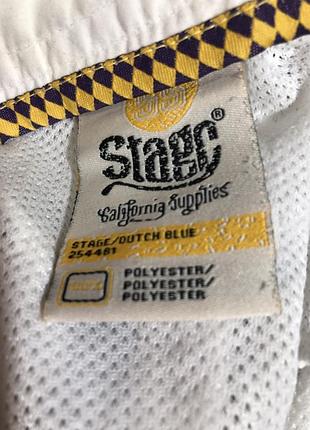 Stage®
California Supplies
STAGE/DUTCH BLUE
254481
POLYESTER/
POLYESTER/
POLYESTER